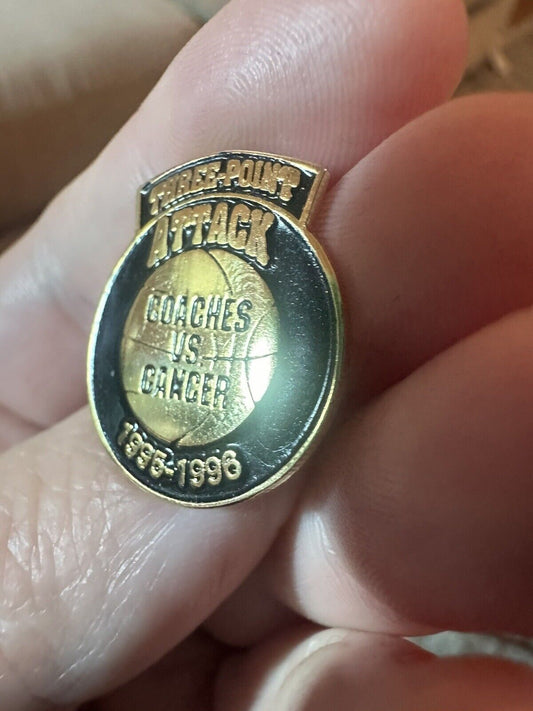 THREE-POINT
ATTACK
COACHES
VS.
CANCER
1995-1996